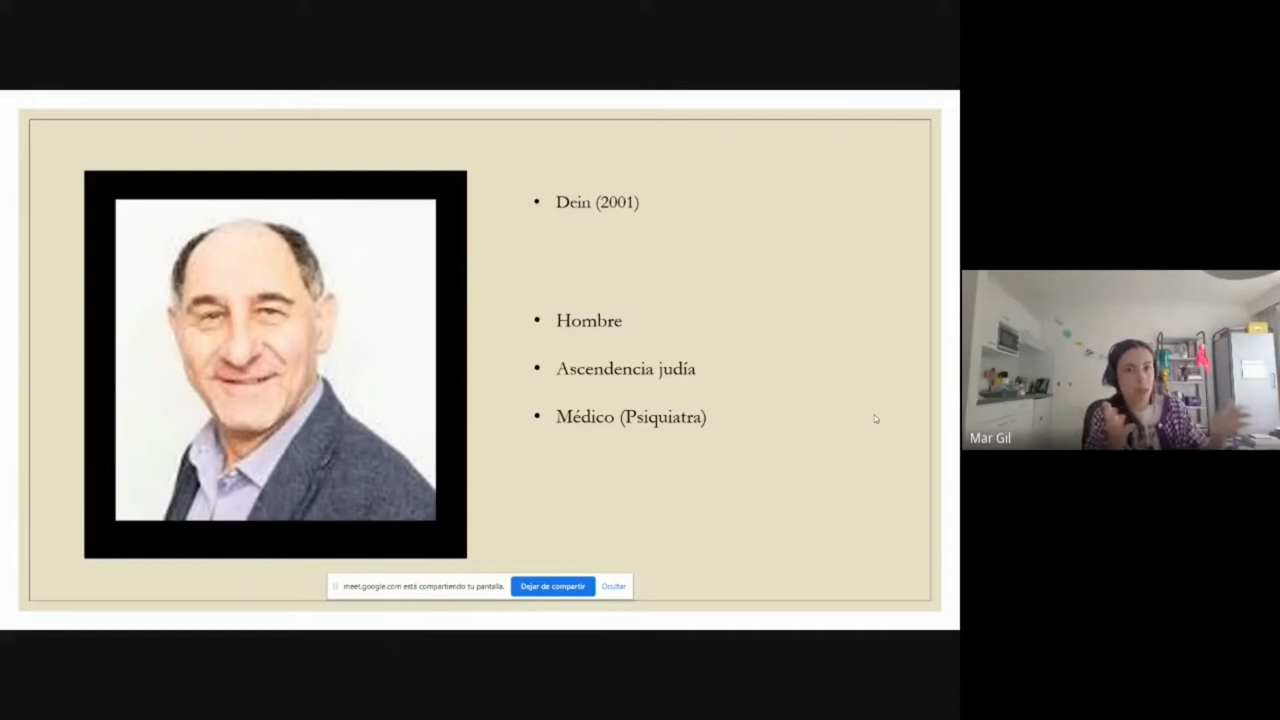 Dein (2001)
Hombre
Ascendencia judía
Médico (Psiquiatra)
meet.google.com está compartiendo tu pantalla.
Dejar de compartir
Ocultar
Mar Gil